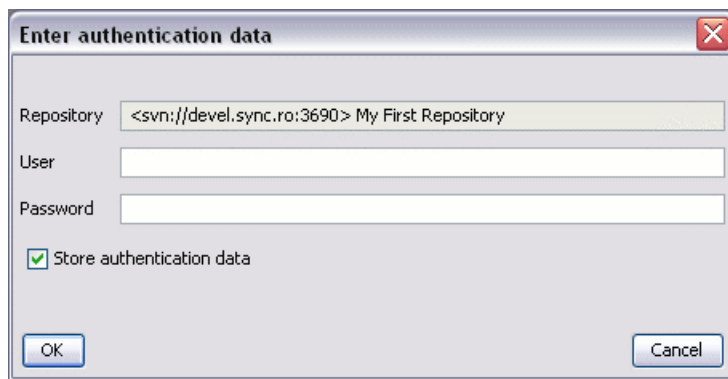 Enter authentication data
Repository <svn://devel.sync.ro:3690> My First Repository
User
Password
Store authentication data
OK Cancel